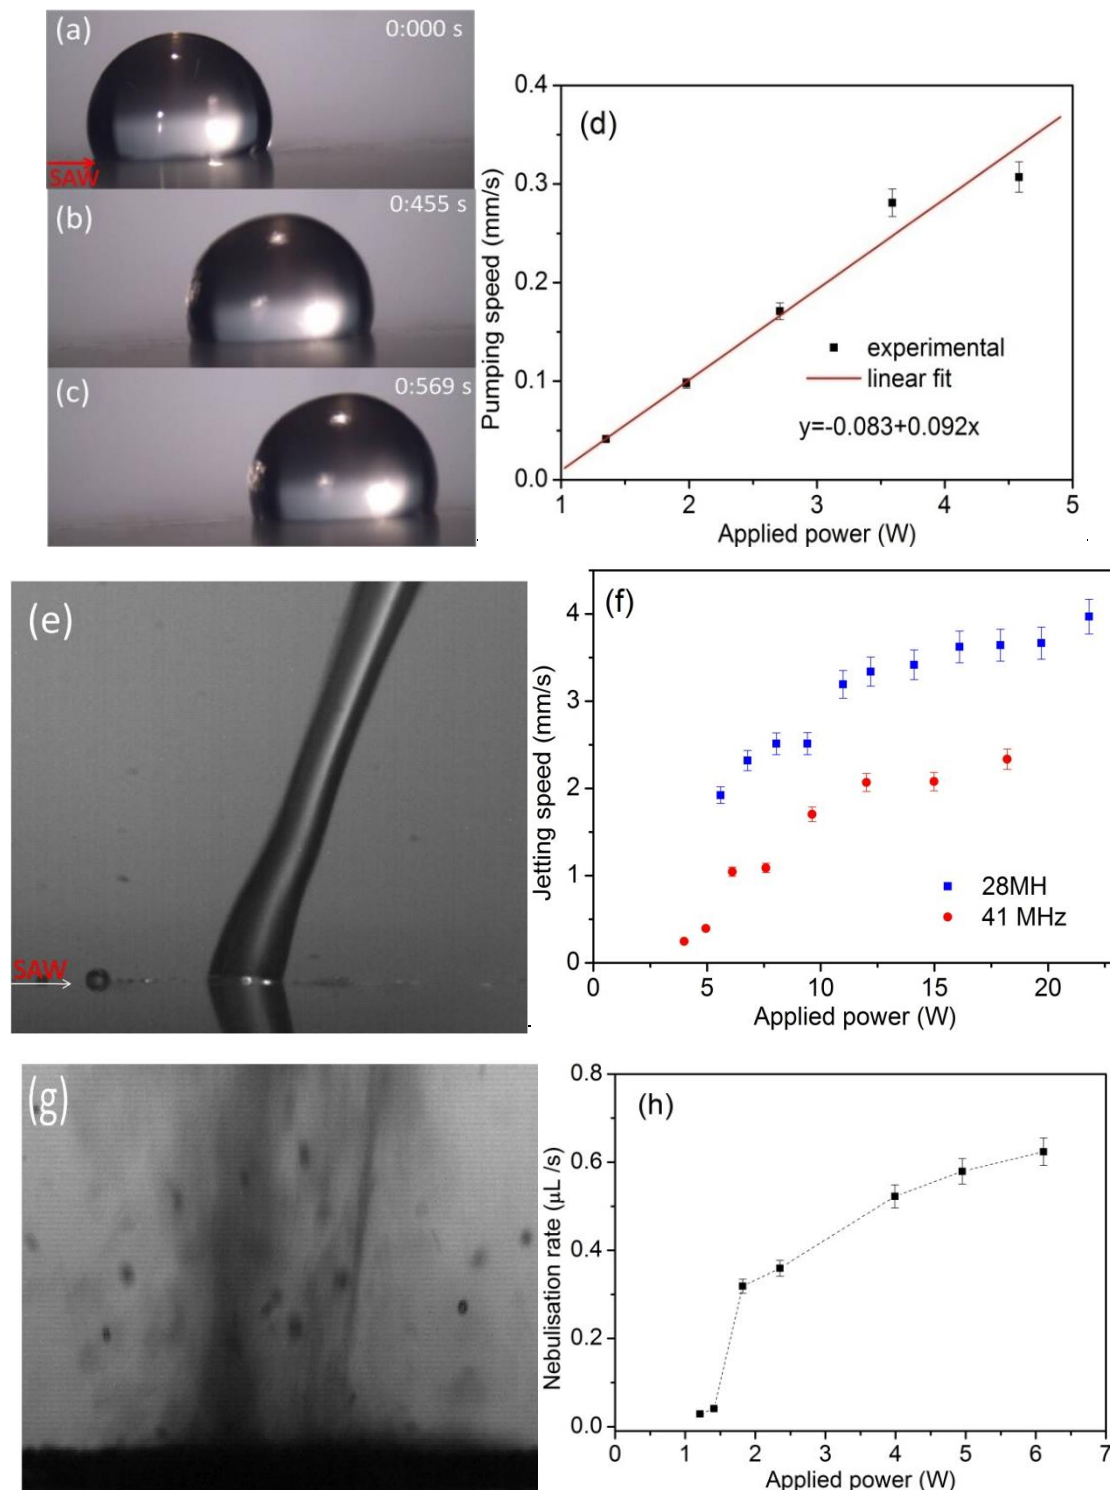 (a)
0:000 s
SAW
(b)
0:455 s
(c)
0:569 s
(d)
0.4
0.3
0.2
0.1
0.0
Pumping speed (mm/s)
experimental
linear fit
y=-0.083+0.092x
1 2 3 4 5
Applied power (W)
(e)
SAW
(f)
4
3
2
1
0
Jetting speed (mm/s)
28MH
41 MHz
0 5 10 15 20
Applied power (W)
(g)
(h)
0.8
0.6
0.4
0.2
0.0
Nebulisation rate (μL /s)
0 1 2 3 4 5 6 7
Applied power (W)